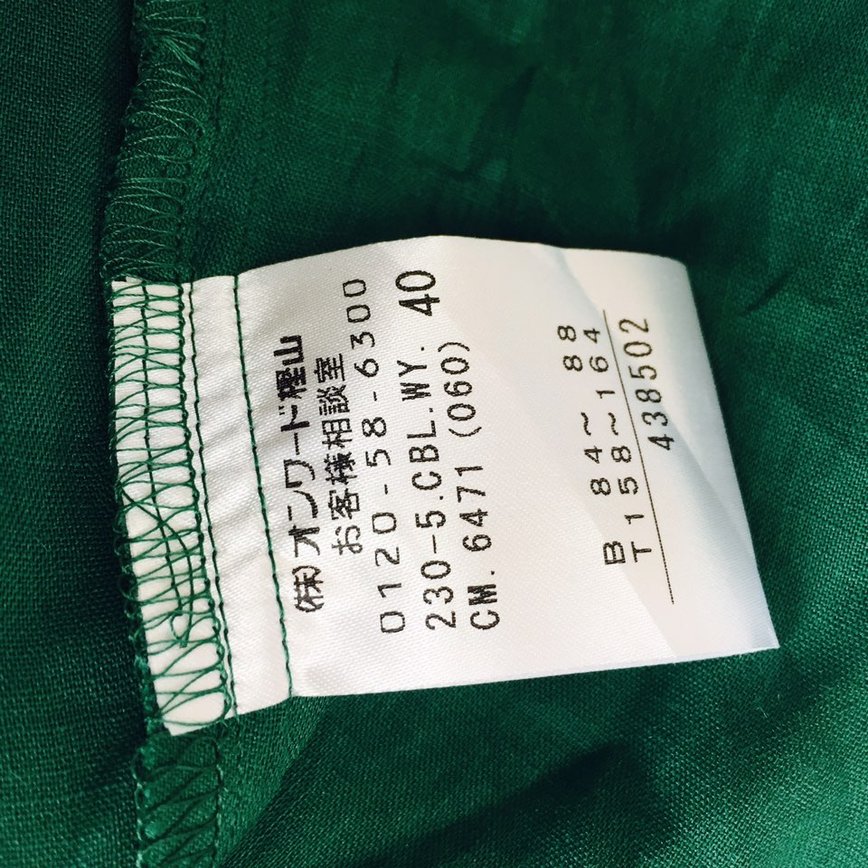 (株)オンワード樫山
お客様相談室
0120-58-6300
230-5.CBL.WY. 40
CM.6471(060)
B 84~ 88
T158~164
438502